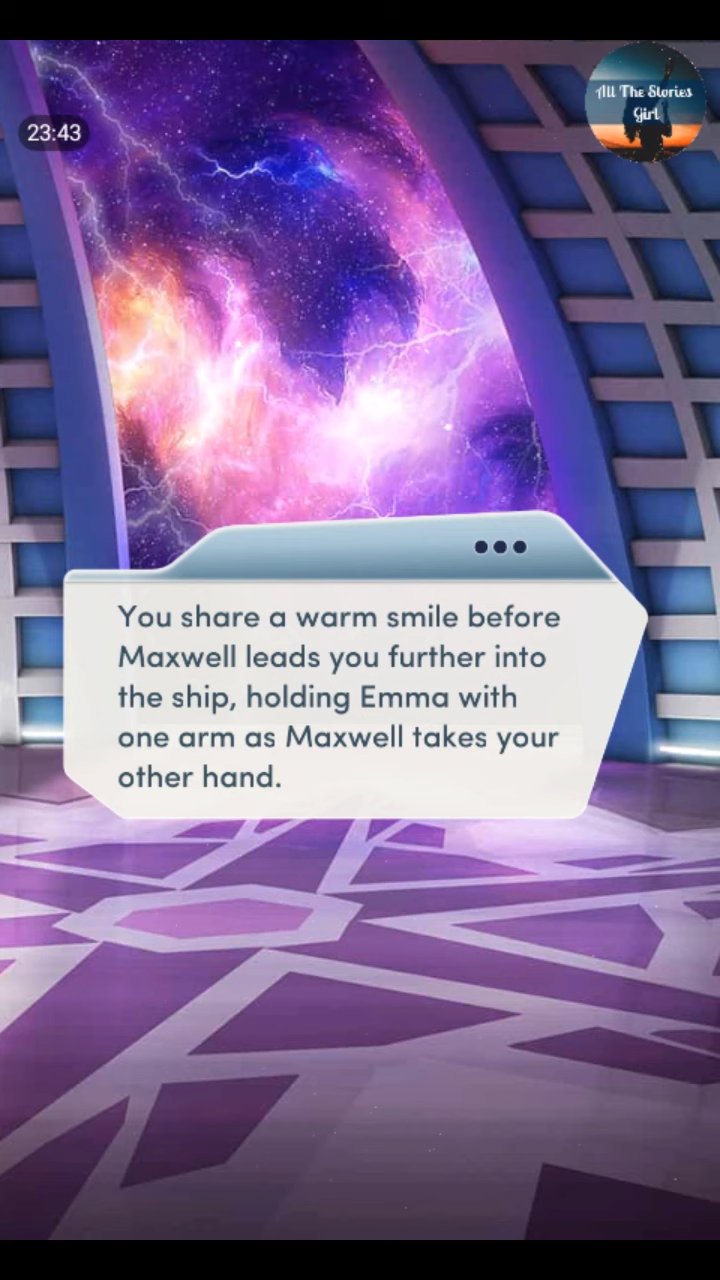 All The Stories
Girl
23:43
You share a warm smile before
Maxwell leads you further into
the ship, holding Emma with
one arm as Maxwell takes your
other hand.